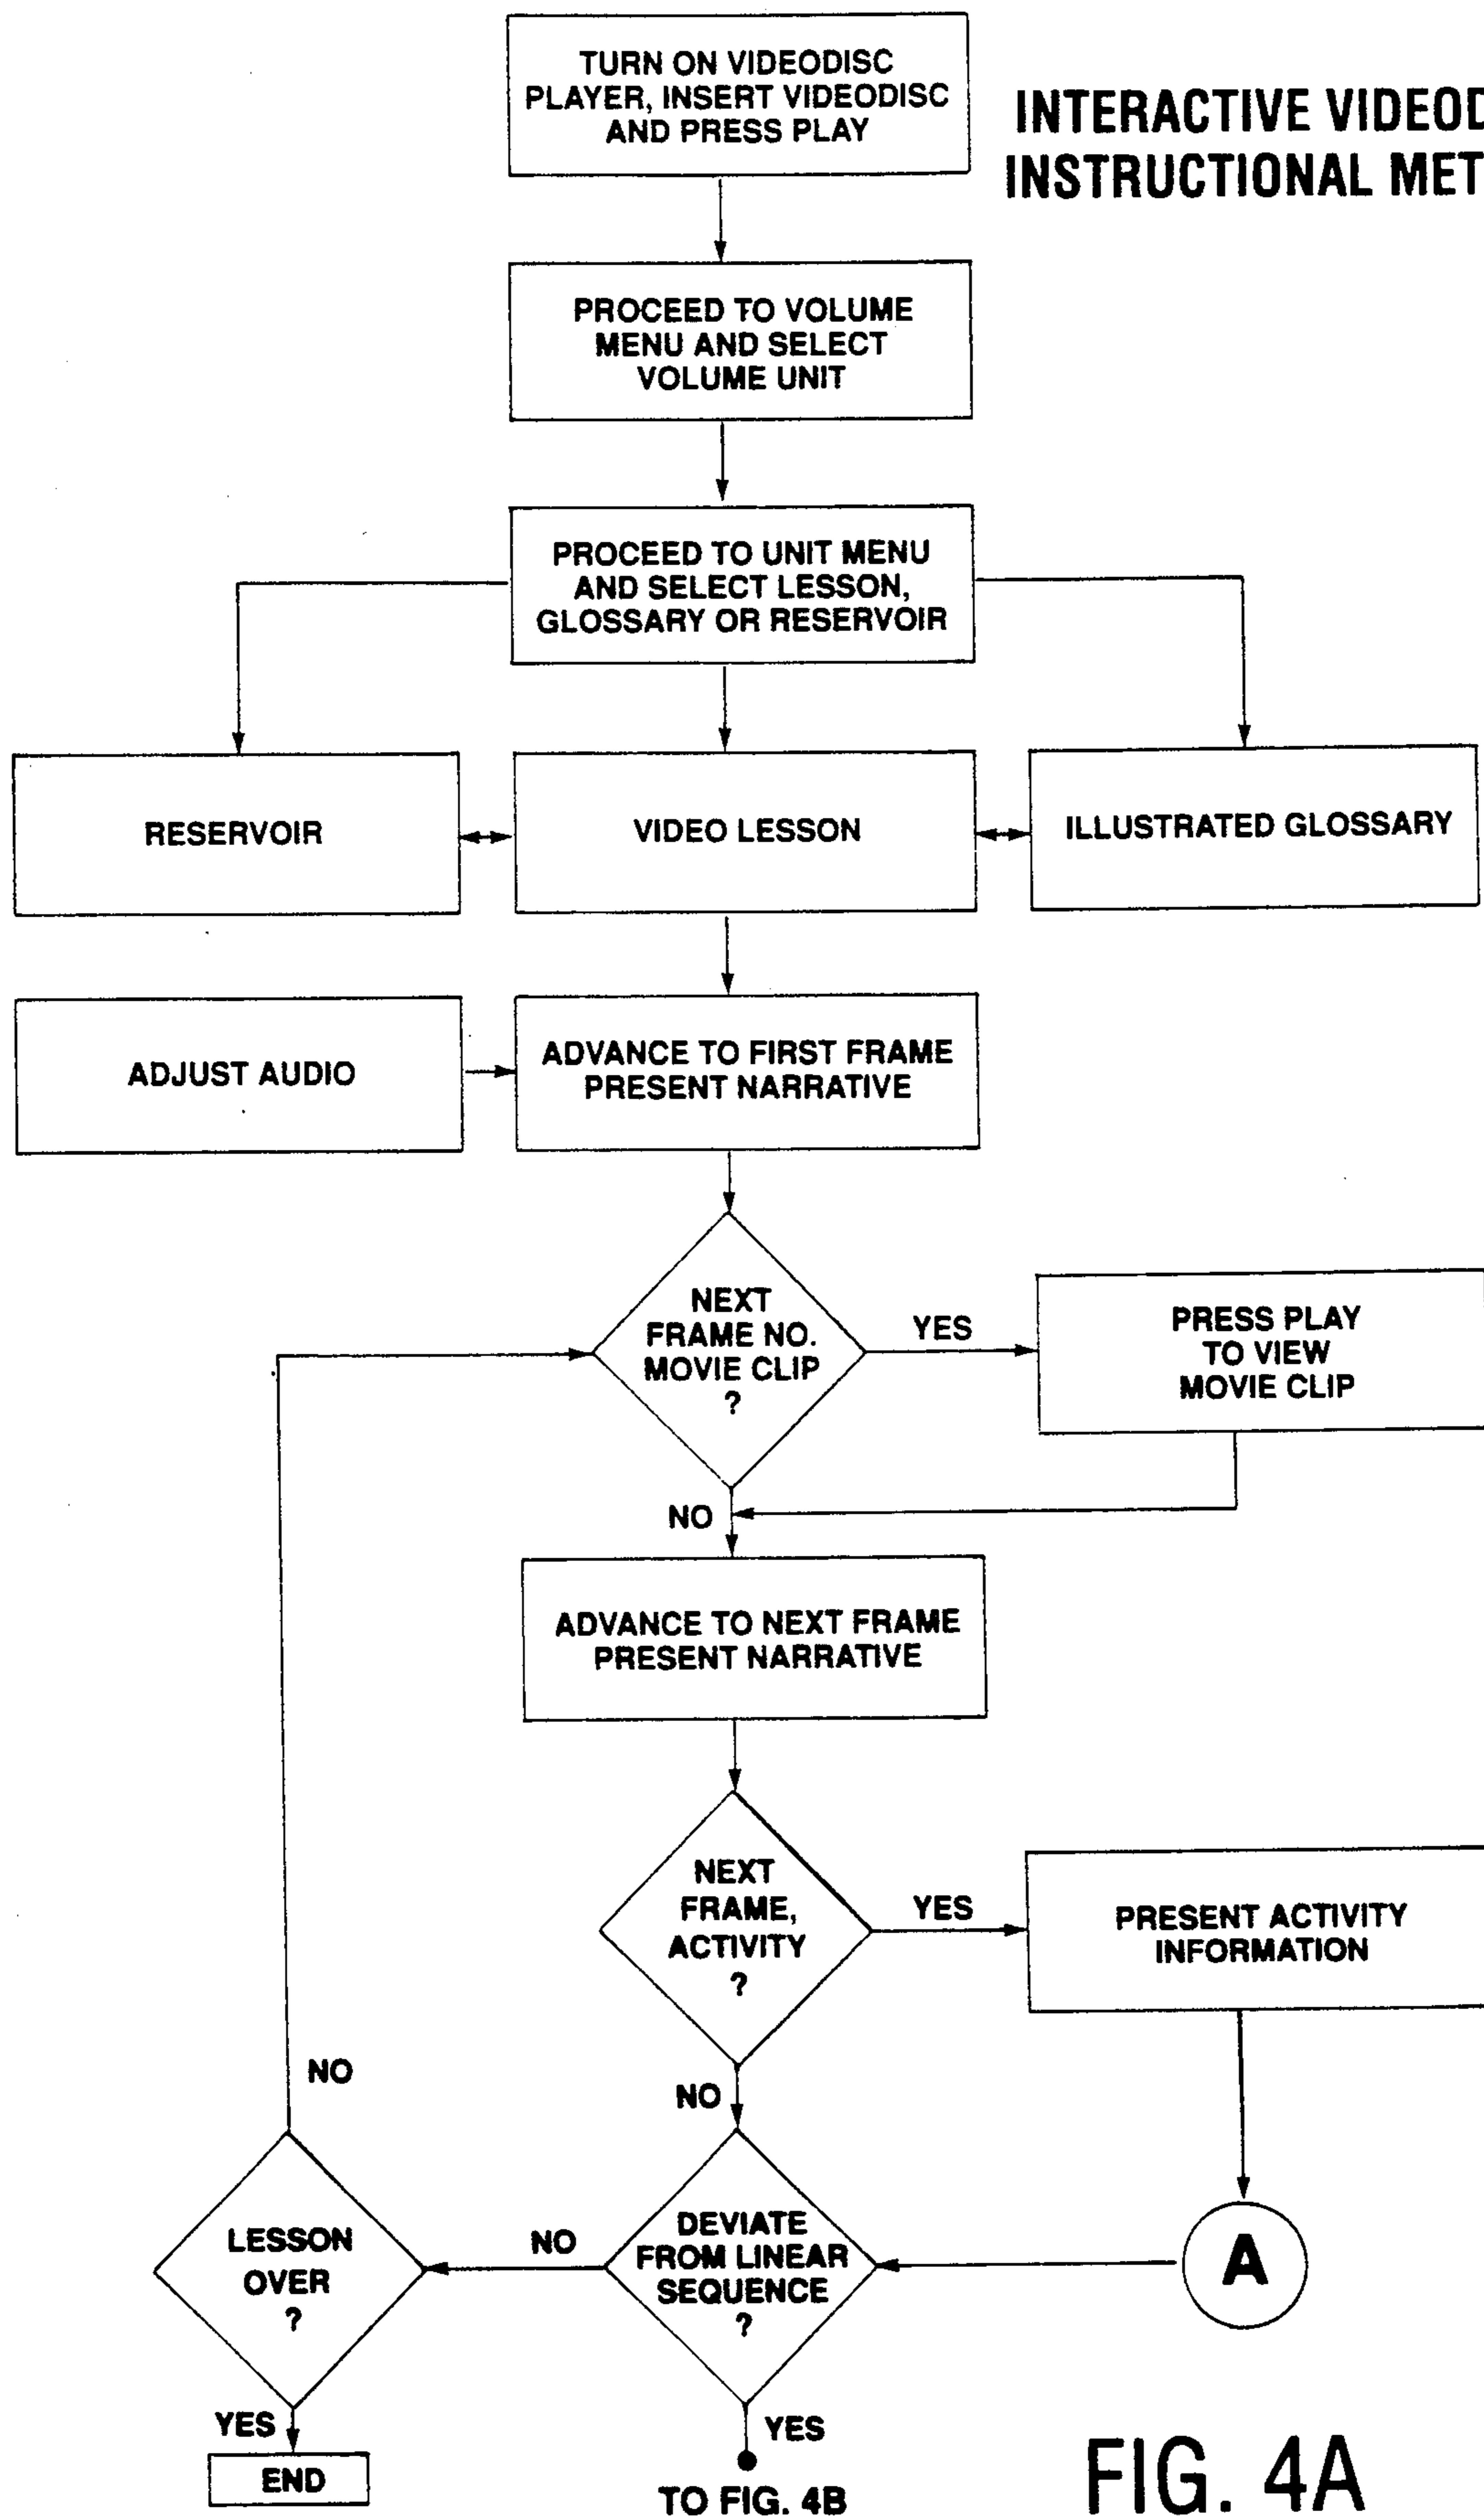 TURN ON VIDEODISC
PLAYER, INSERT VIDEODISC
AND PRESS PLAY
INTERACTIVE VIDEOD
INSTRUCTIONAL MET
PROCEED TO VOLUME
MENU AND SELECT
VOLUME UNIT
PROCEED TO UNIT MENU
AND SELECT LESSON,
GLOSSARY OR RESERVOIR
RESERVOIR
VIDEO LESSON
ILLUSTRATED GLOSSARY
ADJUST AUDIO
ADVANCE TO FIRST FRAME
PRESENT NARRATIVE
NEXT
FRAME NO.
MOVIE CLIP
?
YES
PRESS PLAY
TO VIEW
MOVIE CLIP
NO
ADVANCE TO NEXT FRAME
PRESENT NARRATIVE
NEXT
FRAME,
ACTIVITY
?
YES
PRESENT ACTIVITY
INFORMATION
NO
NO
LESSON
OVER
?
NO
DEVIATE
FROM LINEAR
SEQUENCE
?
A
YES
END
YES
TO FIG. 4B
FIG. 4A